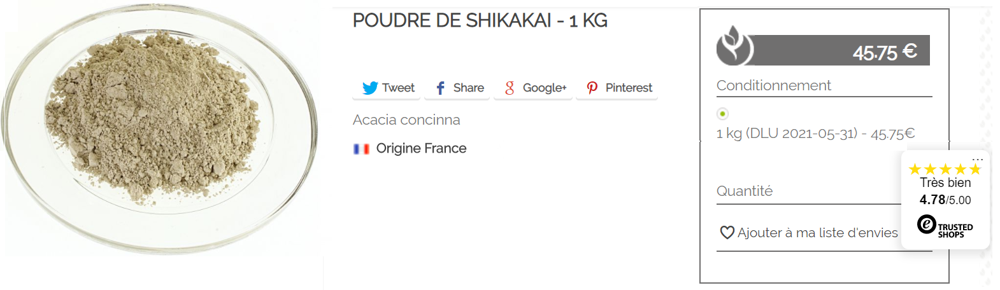 POUDRE DE SHIKAKAI - 1 KG
Tweet
Share
Google+
Pinterest
Acacia concinna
Origine France
45.75 €
Conditionnement
1 kg (DLU 2021-05-31) - 45.75€
Quantité
Ajouter à ma liste d'envies
...
Très bien
4.78/5.00
e TRUSTED
SHOPS